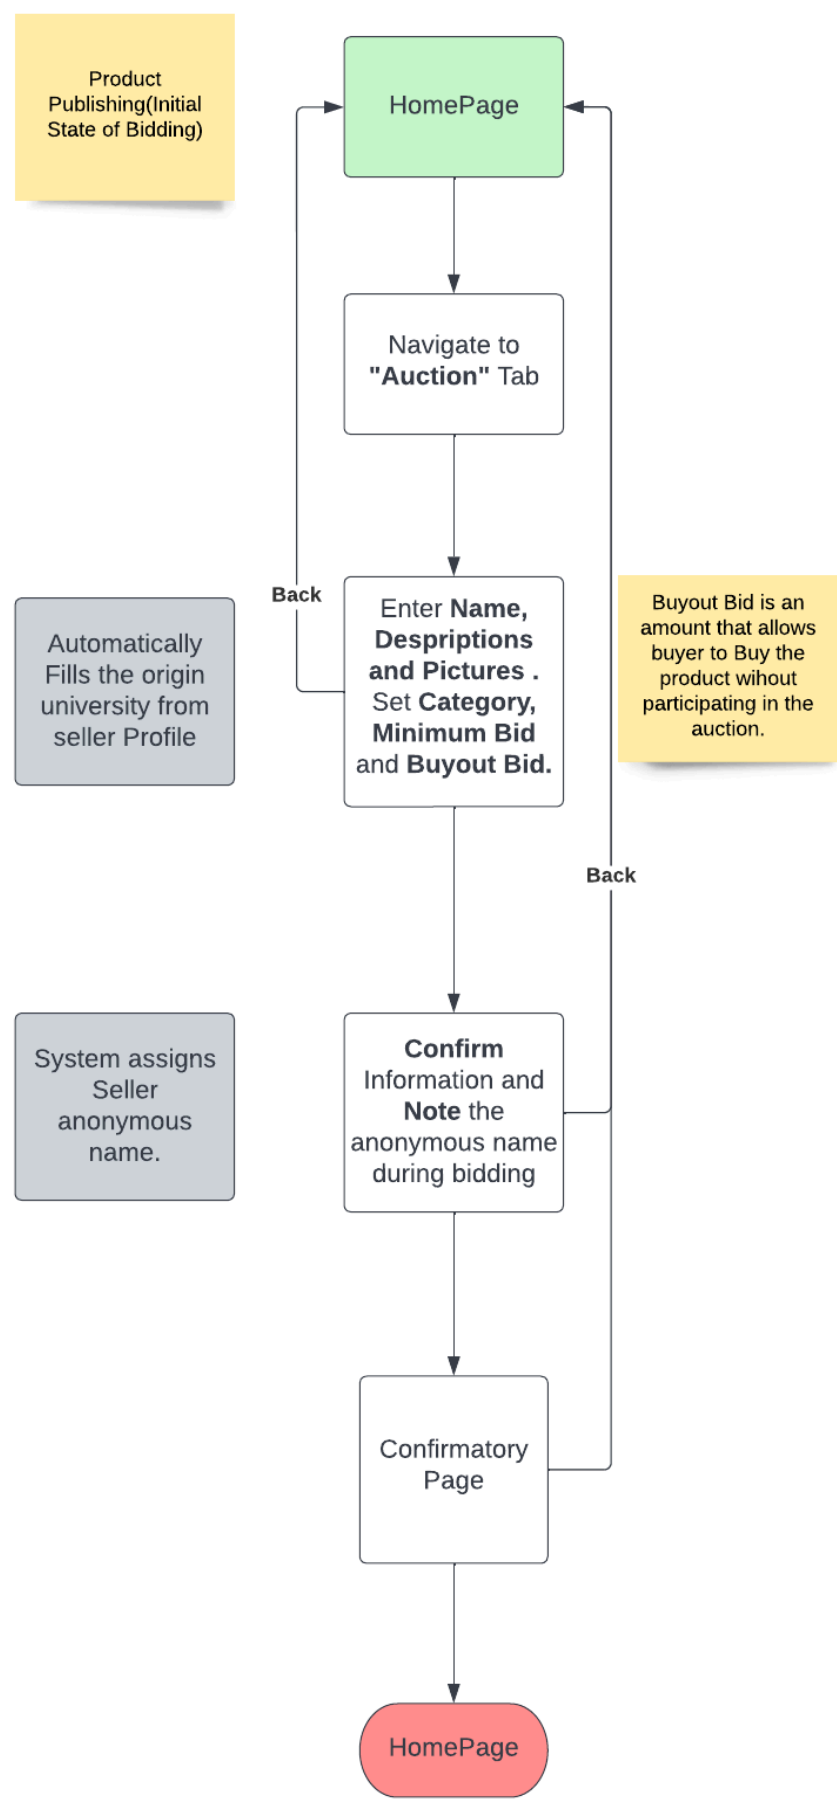 Product
Publishing(Initial
State of Bidding)
HomePage
Navigate to
"Auction" Tab
Back
Automatically
Fills the origin
university from
seller Profile
Enter Name,
Despriptions
and Pictures .
Set Category,
Minimum Bid
and Buyout Bid.
Buyout Bid is an
amount that allows
buyer to Buy the
product wihout
participating in the
auction.
Back
System assigns
Seller
anonymous
name.
Confirm
Information and
Note the
anonymous name
during bidding
Confirmatory
Page
HomePage